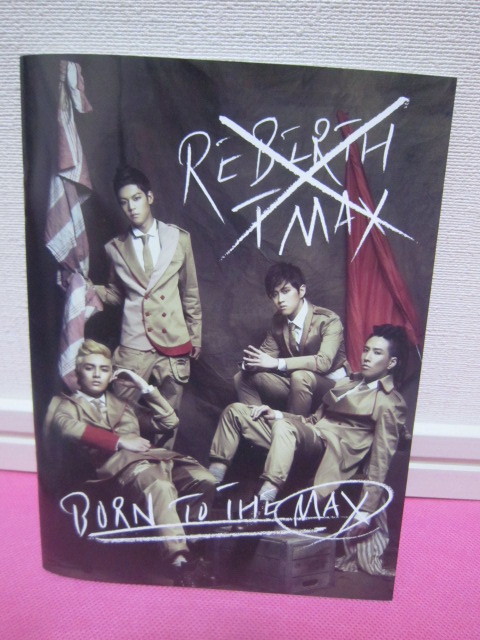 REBIRTH
TMAX
BORN TO THE MAX